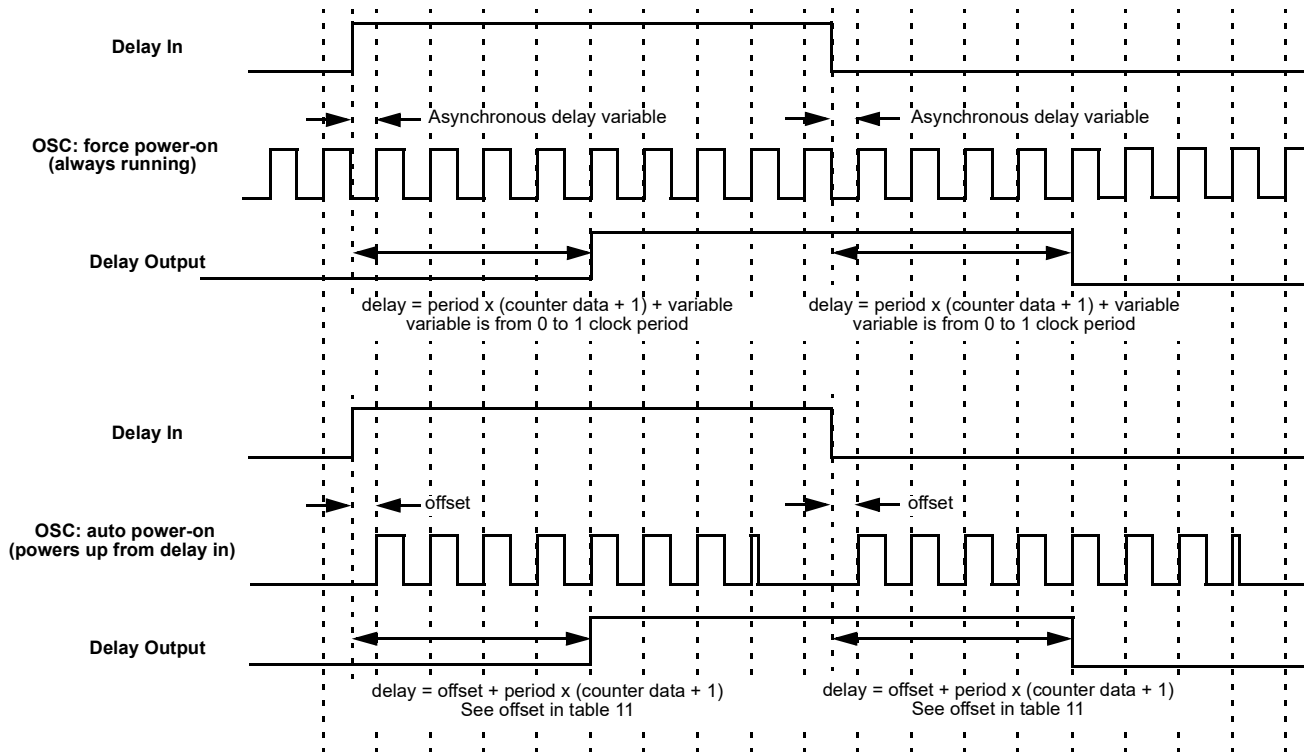 Delay In
Asynchronous delay variable
Asynchronous delay variable
OSC: force power-on
(always running)
Delay Output
delay = period x (counter data + 1) + variable
variable is from 0 to 1 clock period
delay = period x (counter data + 1) + variable
variable is from 0 to 1 clock period
Delay In
offset
offset
OSC: auto power-on
(powers up from delay in)
Delay Output
delay = offset + period x (counter data + 1)
See offset in table 11
delay = offset + period x (counter data + 1)
See offset in table 11